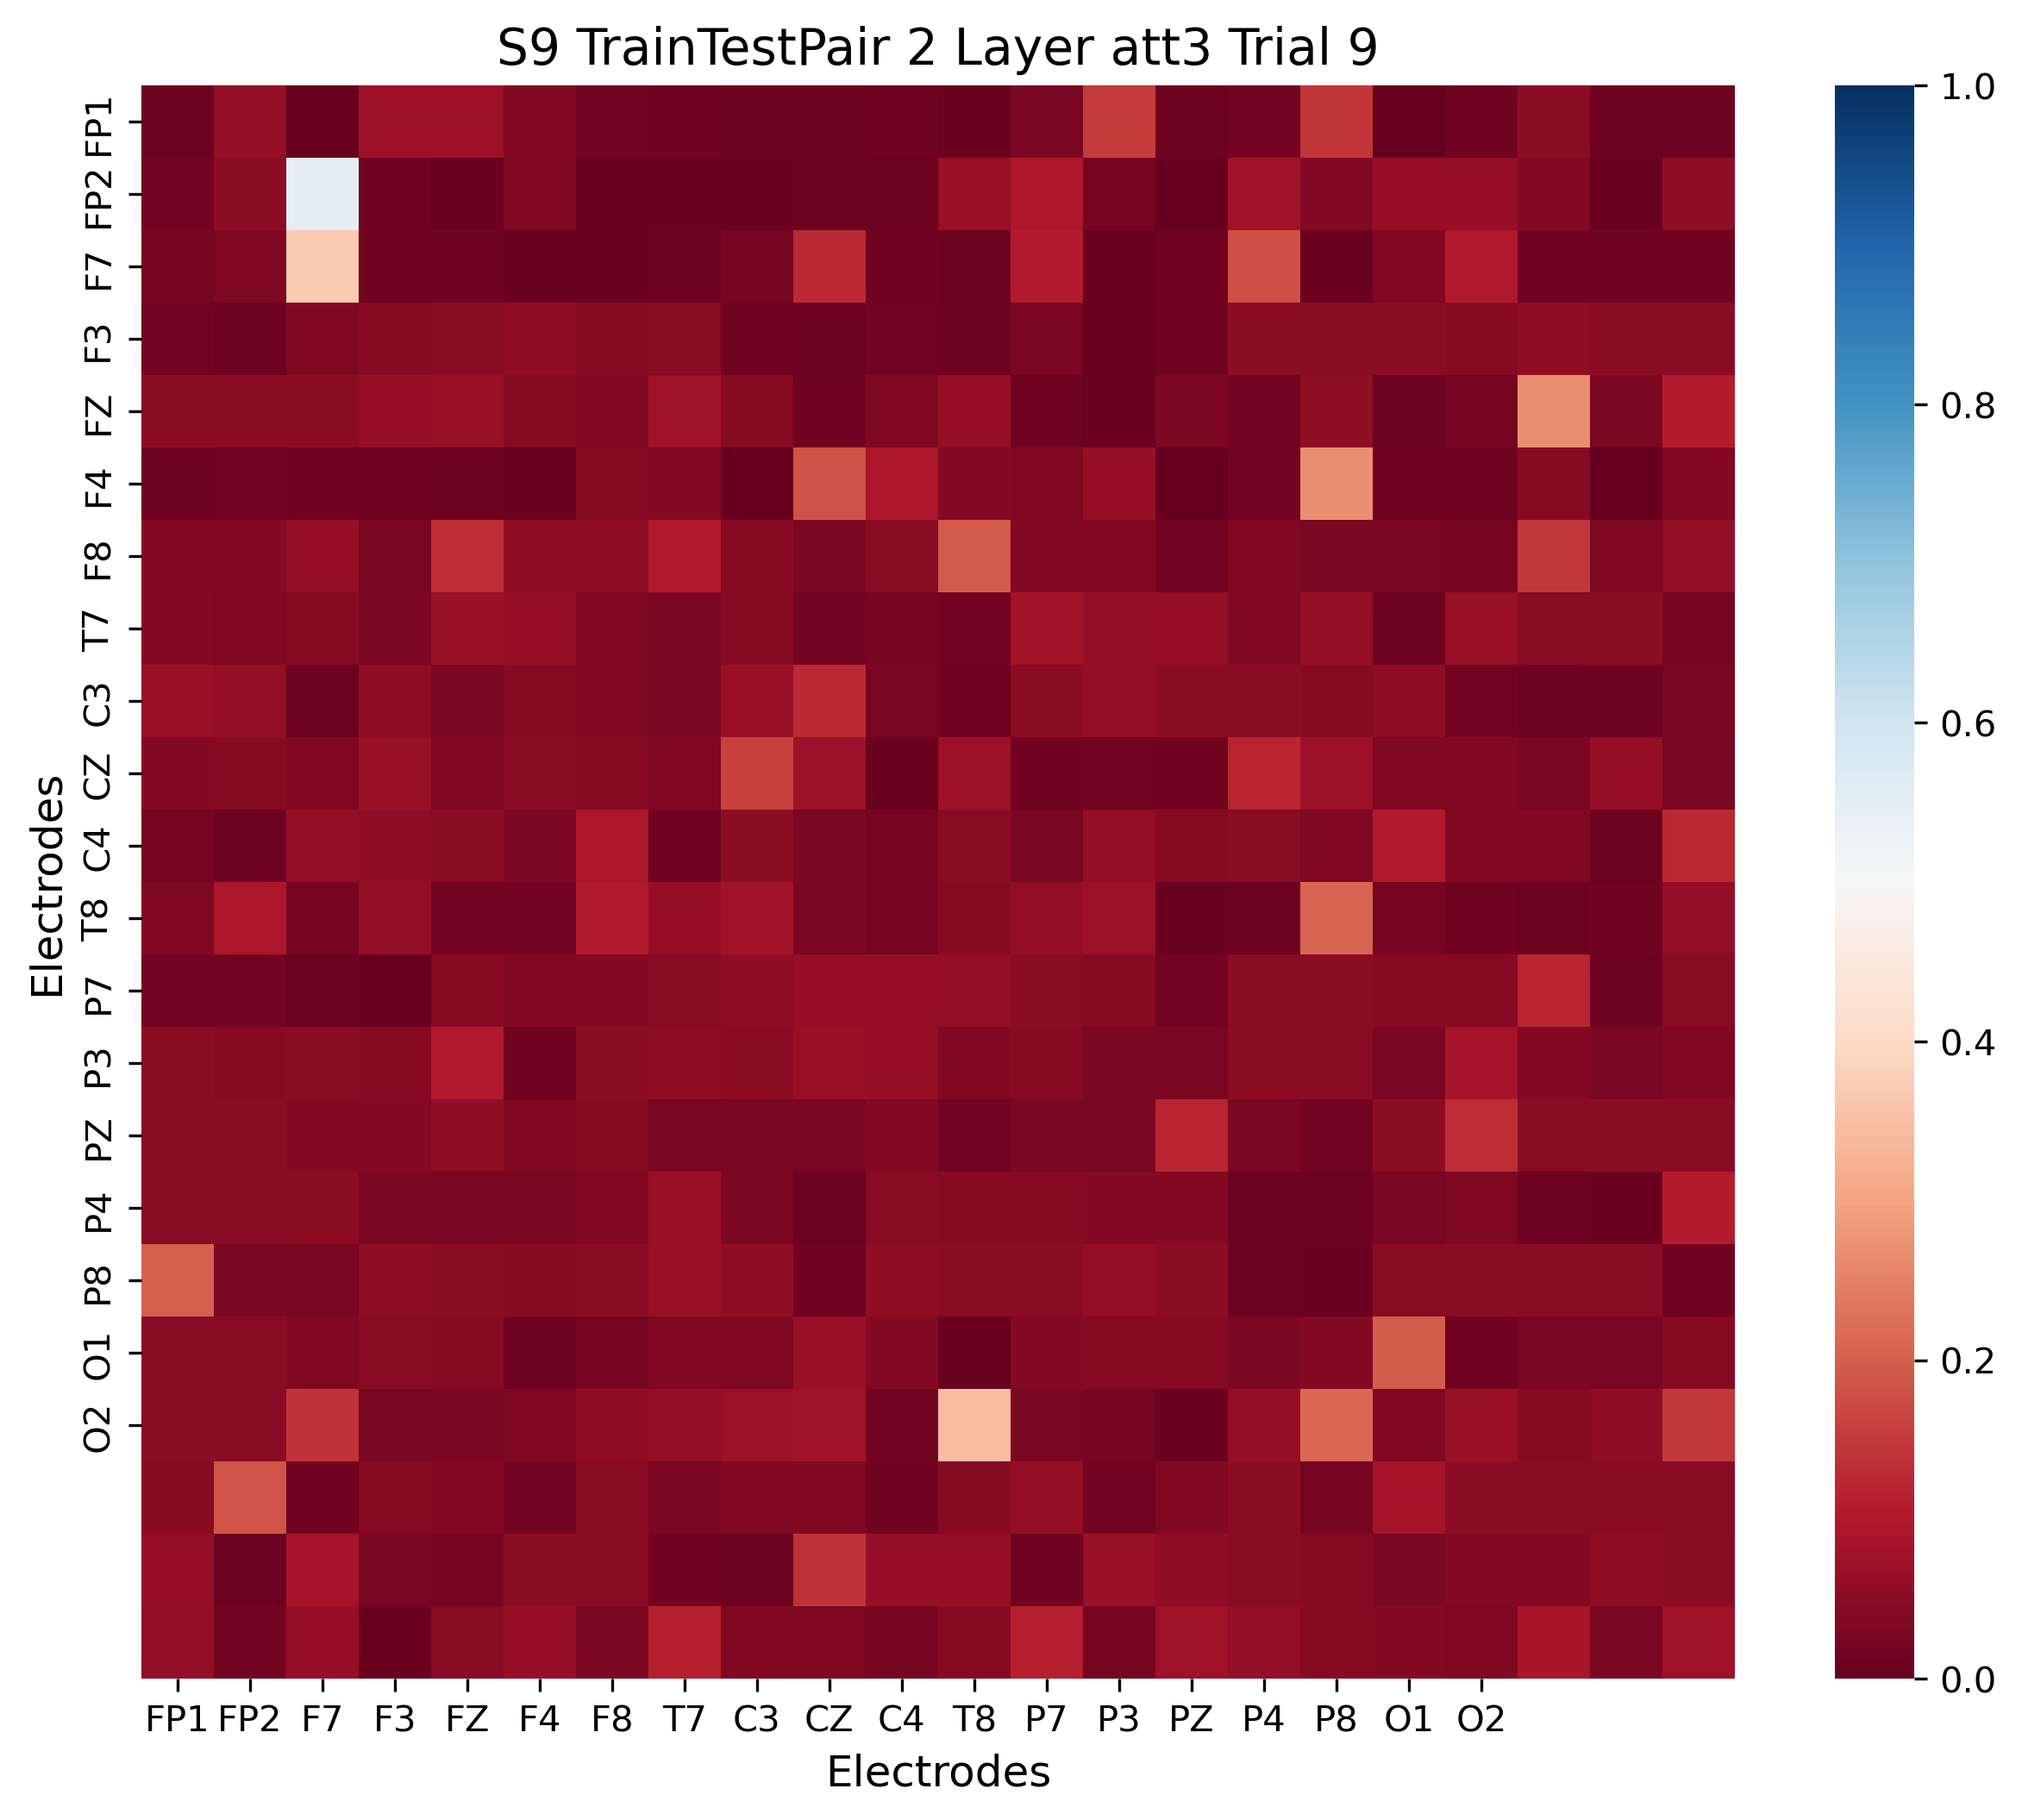 S9 TrainTestPair 2 Layer att3 Trial 9
Electrodes
FP1
FP2
F7
F3
FZ
F4
F8
T7
C3
CZ
C4
T8
P7
P3
PZ
P4
P8
O1
O2
FP1 FP2 F7 F3 FZ F4 F8 T7 C3 CZ C4 T8 P7 P3 PZ P4 P8 O1 O2
Electrodes
1.0
0.8
0.6
0.4
0.2
0.0